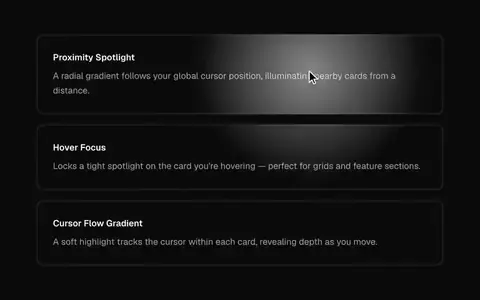 Proximity Spotlight
A radial gradient follows your global cursor position, illuminating nearby cards from a
distance.
Hover Focus
Locks a tight spotlight on the card you're hovering — perfect for grids and feature sections.
Cursor Flow Gradient
A soft highlight tracks the cursor within each card, revealing depth as you move.